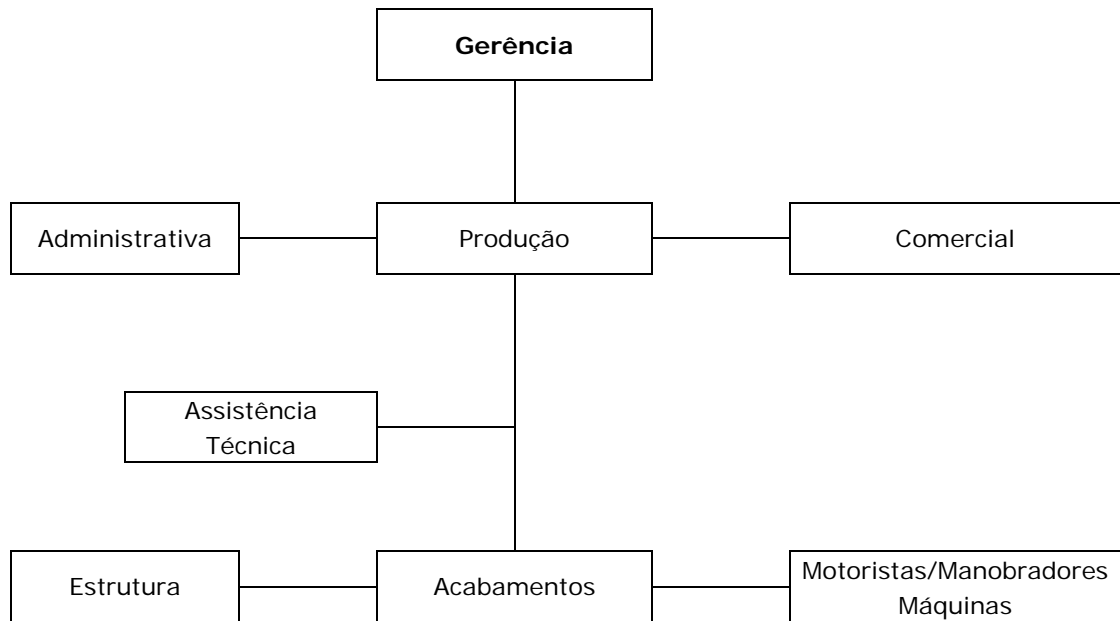 Gerência
Administrativa
Produção
Comercial
Assistência
Técnica
Estrutura
Acabamentos
Motoristas/Manobradores
Máquinas